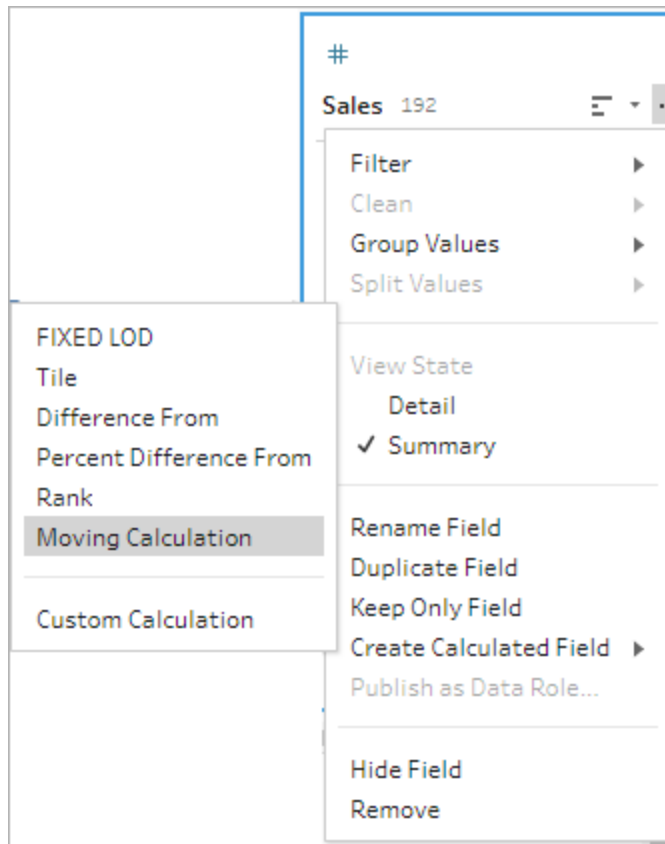 #
Sales 192
Filter
Clean
Group Values
Split Values
View State
Detail
✓ Summary
Rename Field
Duplicate Field
Keep Only Field
Create Calculated Field
Publish as Data Role...
Hide Field
Remove
FIXED LOD
Tile
Difference From
Percent Difference From
Rank
Moving Calculation
Custom Calculation